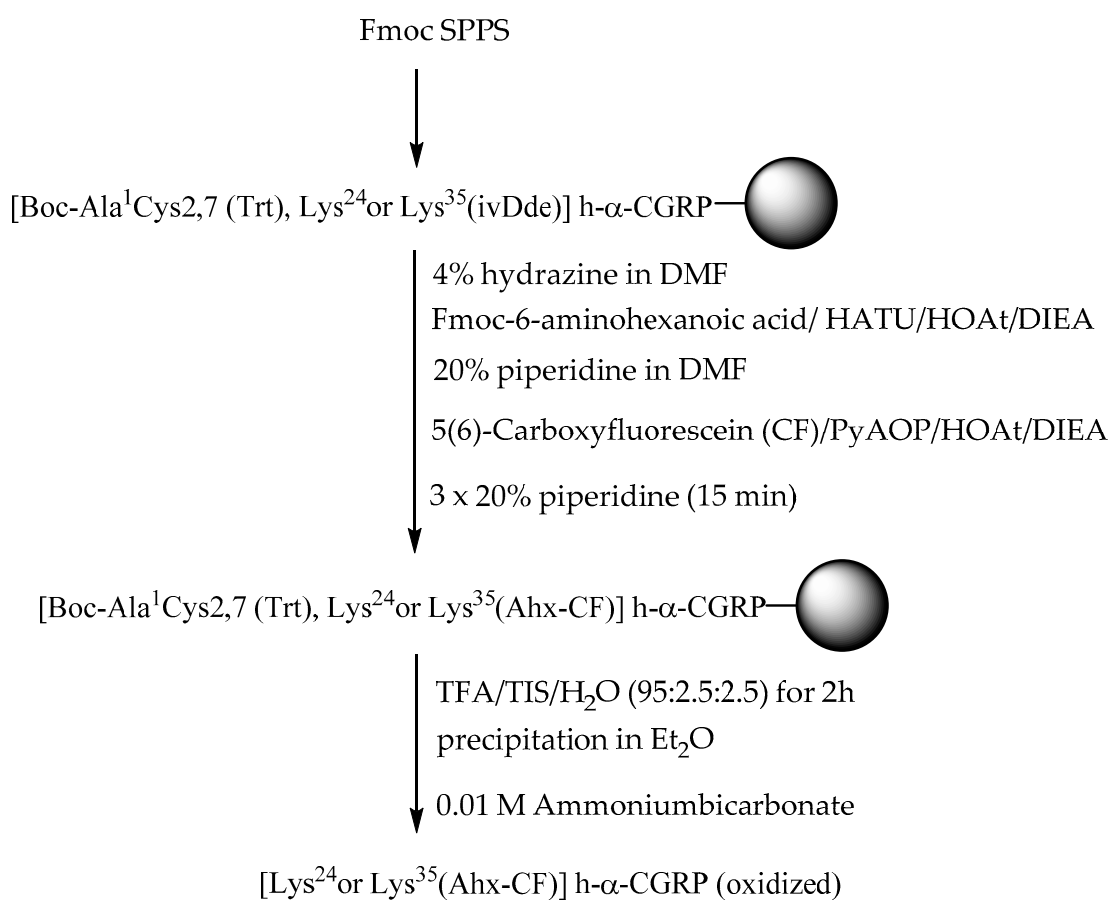 Fmoc SPPS
[Boc-Ala¹Cys2,7 (Trt), Lys²⁴or Lys³⁵(ivDde)] h-α-CGRP
4% hydrazine in DMF
Fmoc-6-aminohexanoic acid/ HATU/HOAt/DIEA
20% piperidine in DMF
5(6)-Carboxyfluorescein (CF)/PyAOP/HOAt/DIEA
3 x 20% piperidine (15 min)
[Boc-Ala¹Cys2,7 (Trt), Lys²⁴or Lys³⁵(Ahx-CF)] h-α-CGRP
TFA/TIS/H₂O (95:2.5:2.5) for 2h
precipitation in Et₂O
0.01 M Ammoniumbicarbonate
[Lys²⁴or Lys³⁵(Ahx-CF)] h-α-CGRP (oxidized)